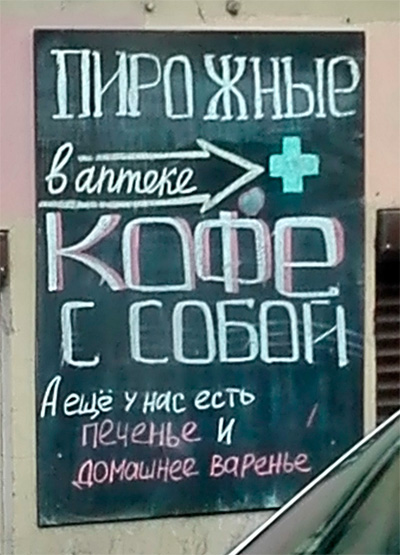 ПИРОЖНЫЕ
в аптеке
КОФЕ
С СОБОЙ
А ещё у нас есть
печенье и
домашнее варенье